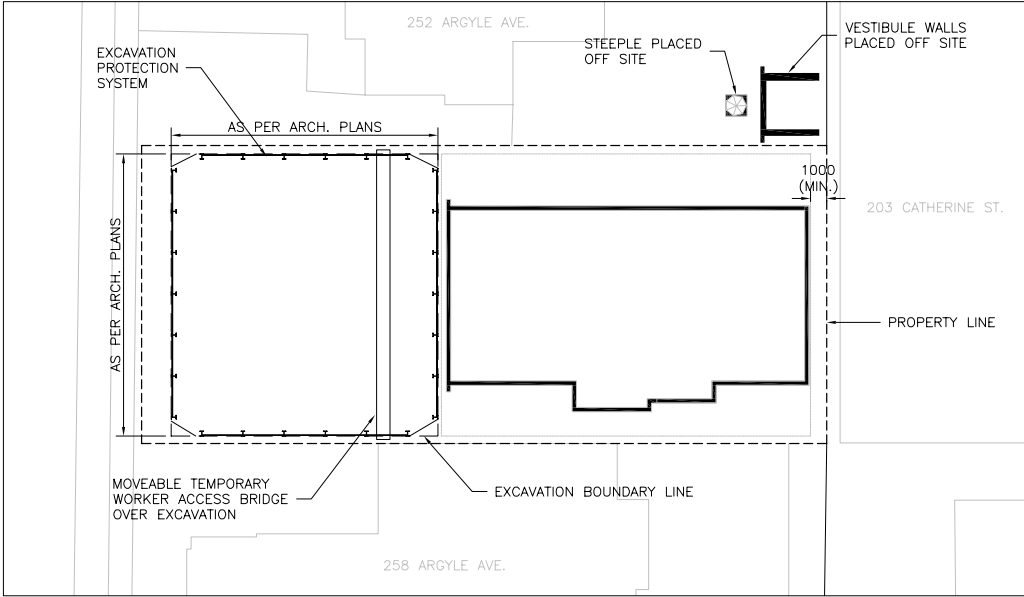 252 ARGYLE AVE.
VESTIBULE WALLS
PLACED OFF SITE
STEEPLE PLACED
OFF SITE
EXCAVATION
PROTECTION
SYSTEM
AS PER ARCH. PLANS
1000
(MIN.)
203 CATHERINE ST.
AS PER ARCH. PLANS
PROPERTY LINE
MOVEABLE TEMPORARY
WORKER ACCESS BRIDGE
OVER EXCAVATION
EXCAVATION BOUNDARY LINE
258 ARGYLE AVE.